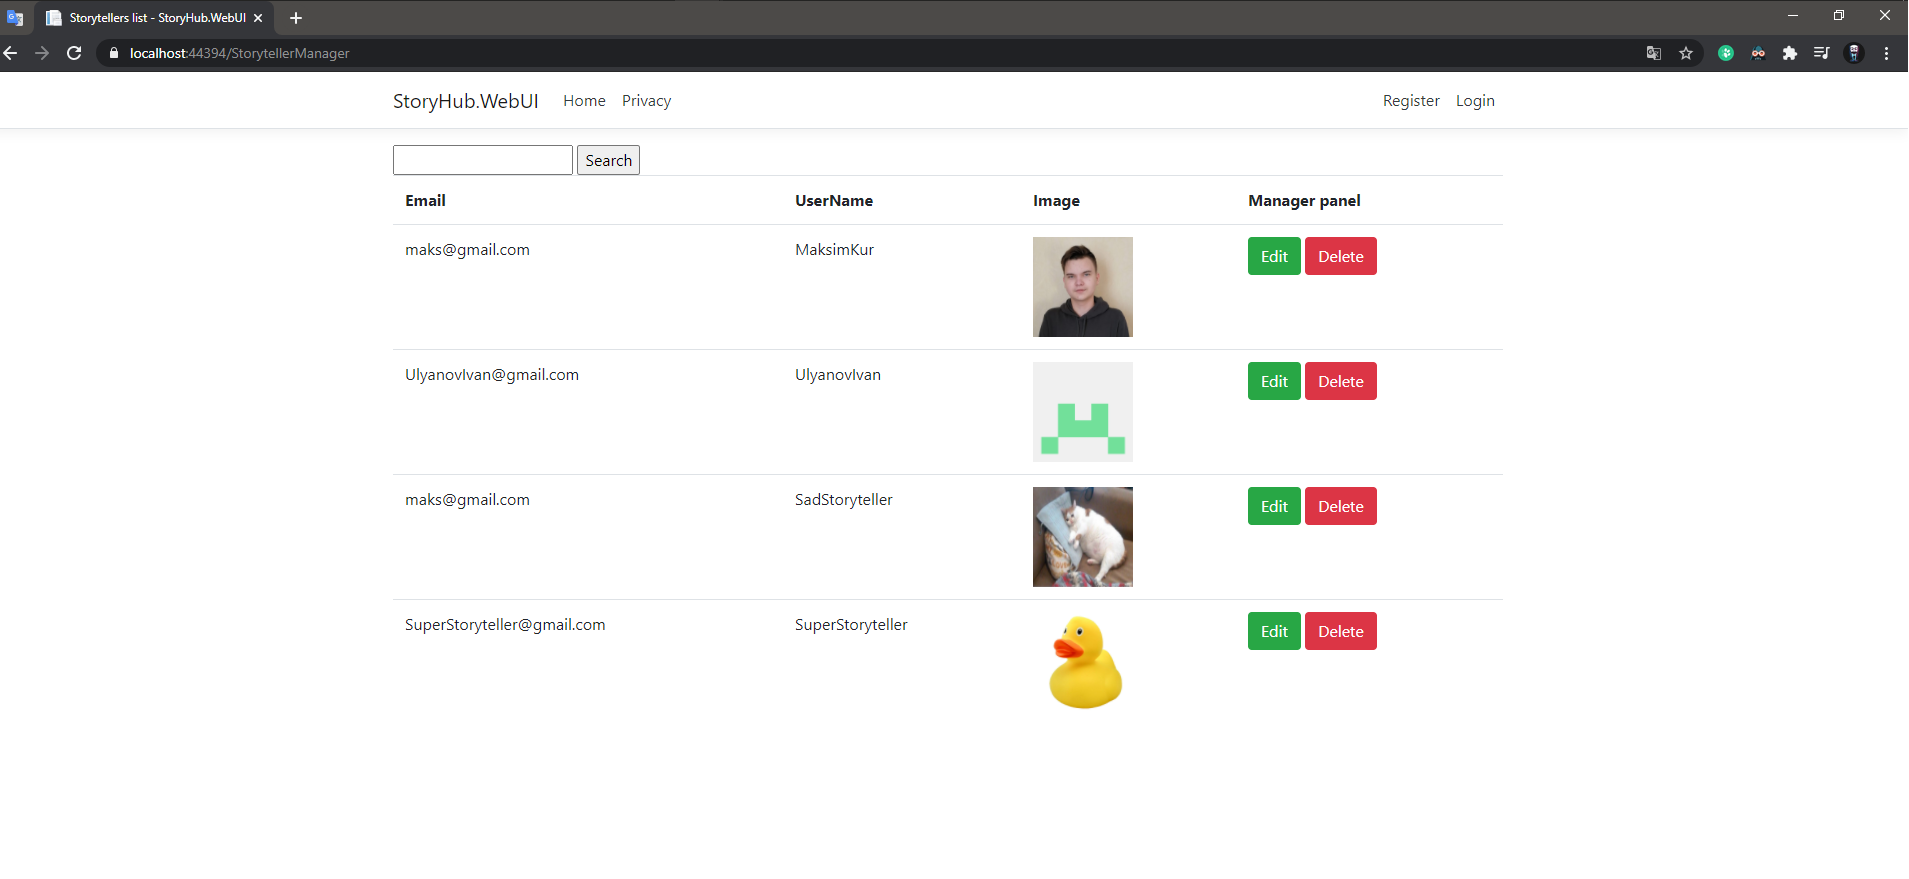 Storytellers list - StoryHub.WebUI
localhost:44394/StorytellerManager
StoryHub.WebUI Home Privacy Register Login
Search
Email UserName Image Manager panel
maks@gmail.com MaksimKur Edit Delete
UlyanovIvan@gmail.com UlyanovIvan Edit Delete
maks@gmail.com SadStoryteller Edit Delete
SuperStoryteller@gmail.com SuperStoryteller Edit Delete